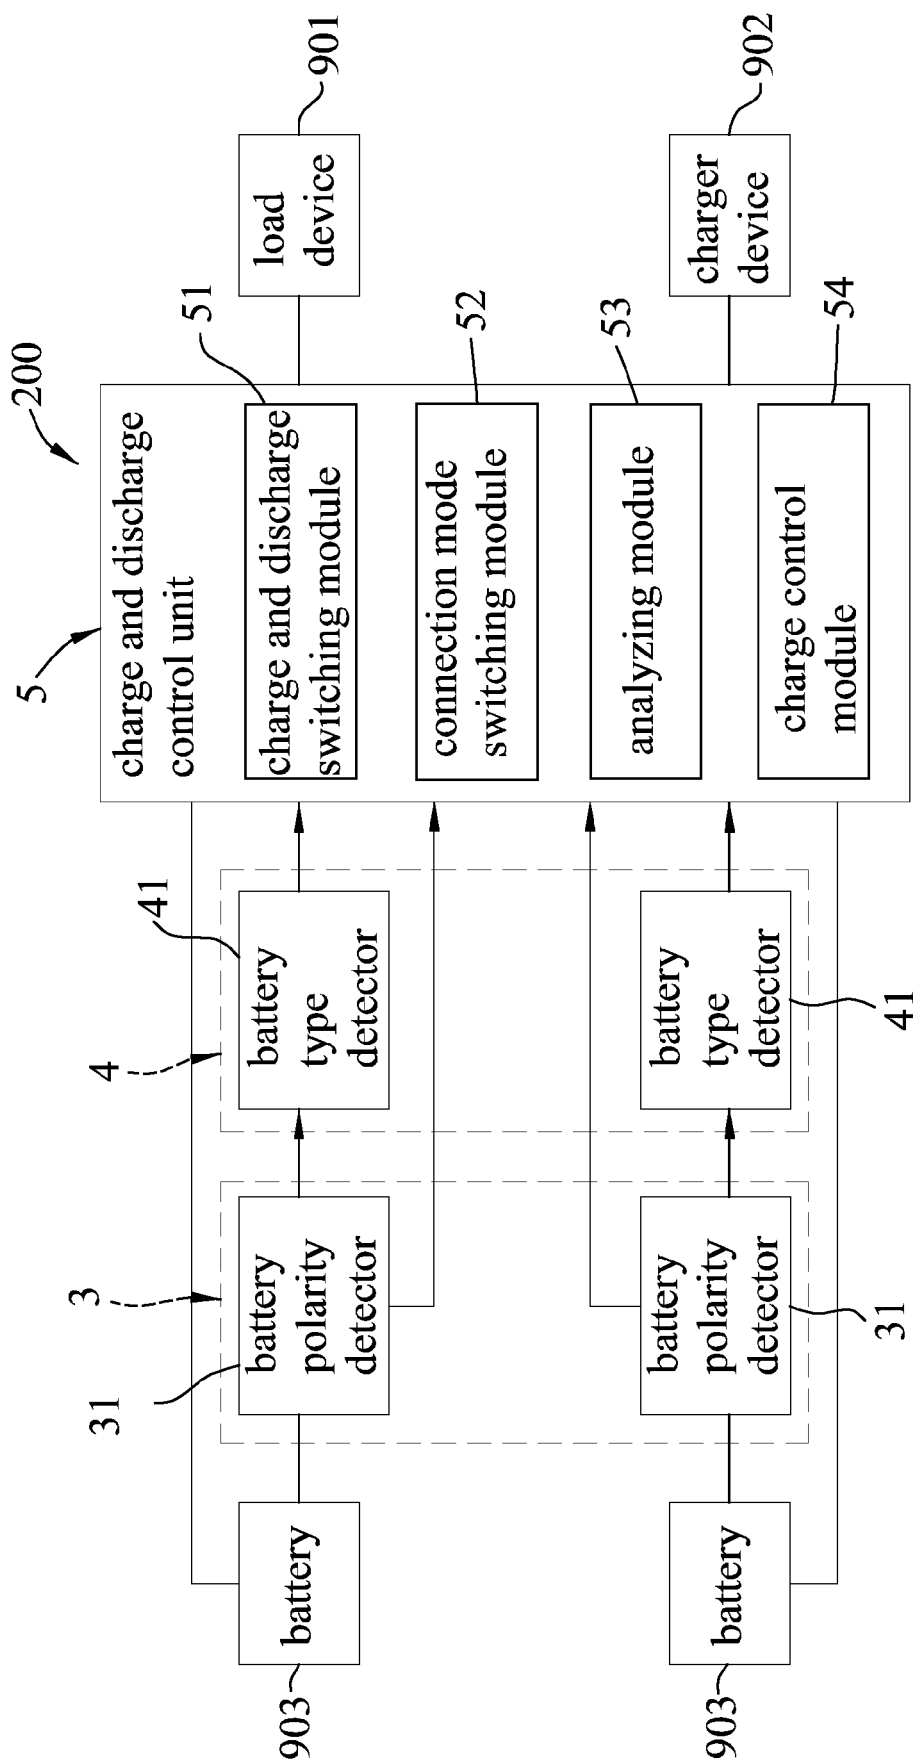 200
5
charge and discharge
control unit
903
battery
31
3
battery
polarity
detector
4
41
battery
type
detector
charge and discharge
switching module
51
load
device
901
connection mode
switching module
52
analyzing module
53
903
battery
battery
polarity
detector
31
battery
type
detector
41
charge control
module
54
charger
device
902